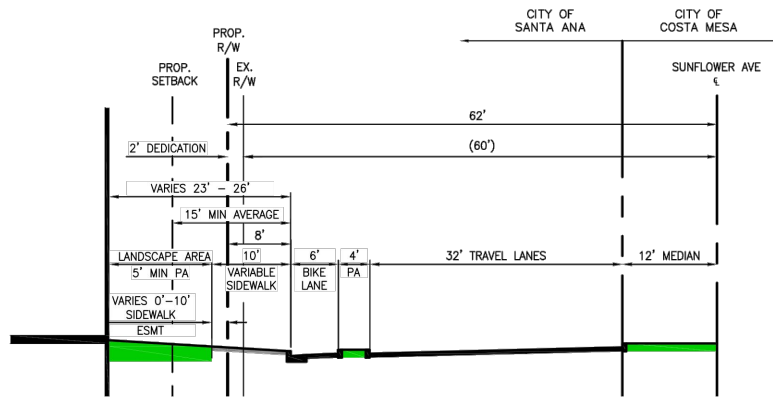 CITY OF
SANTA ANA
CITY OF
COSTA MESA
PROP.
R/W
PROP.
SETBACK
EX.
R/W
SUNFLOWER AVE
℄
62'
2' DEDICATION
(60')
VARIES 23' - 26'
15' MIN AVERAGE
8'
LANDSCAPE AREA
5' MIN PA
10'
VARIABLE
SIDEWALK
6'
BIKE
LANE
4'
PA
32' TRAVEL LANES
12' MEDIAN
VARIES 0'-10'
SIDEWALK
ESMT